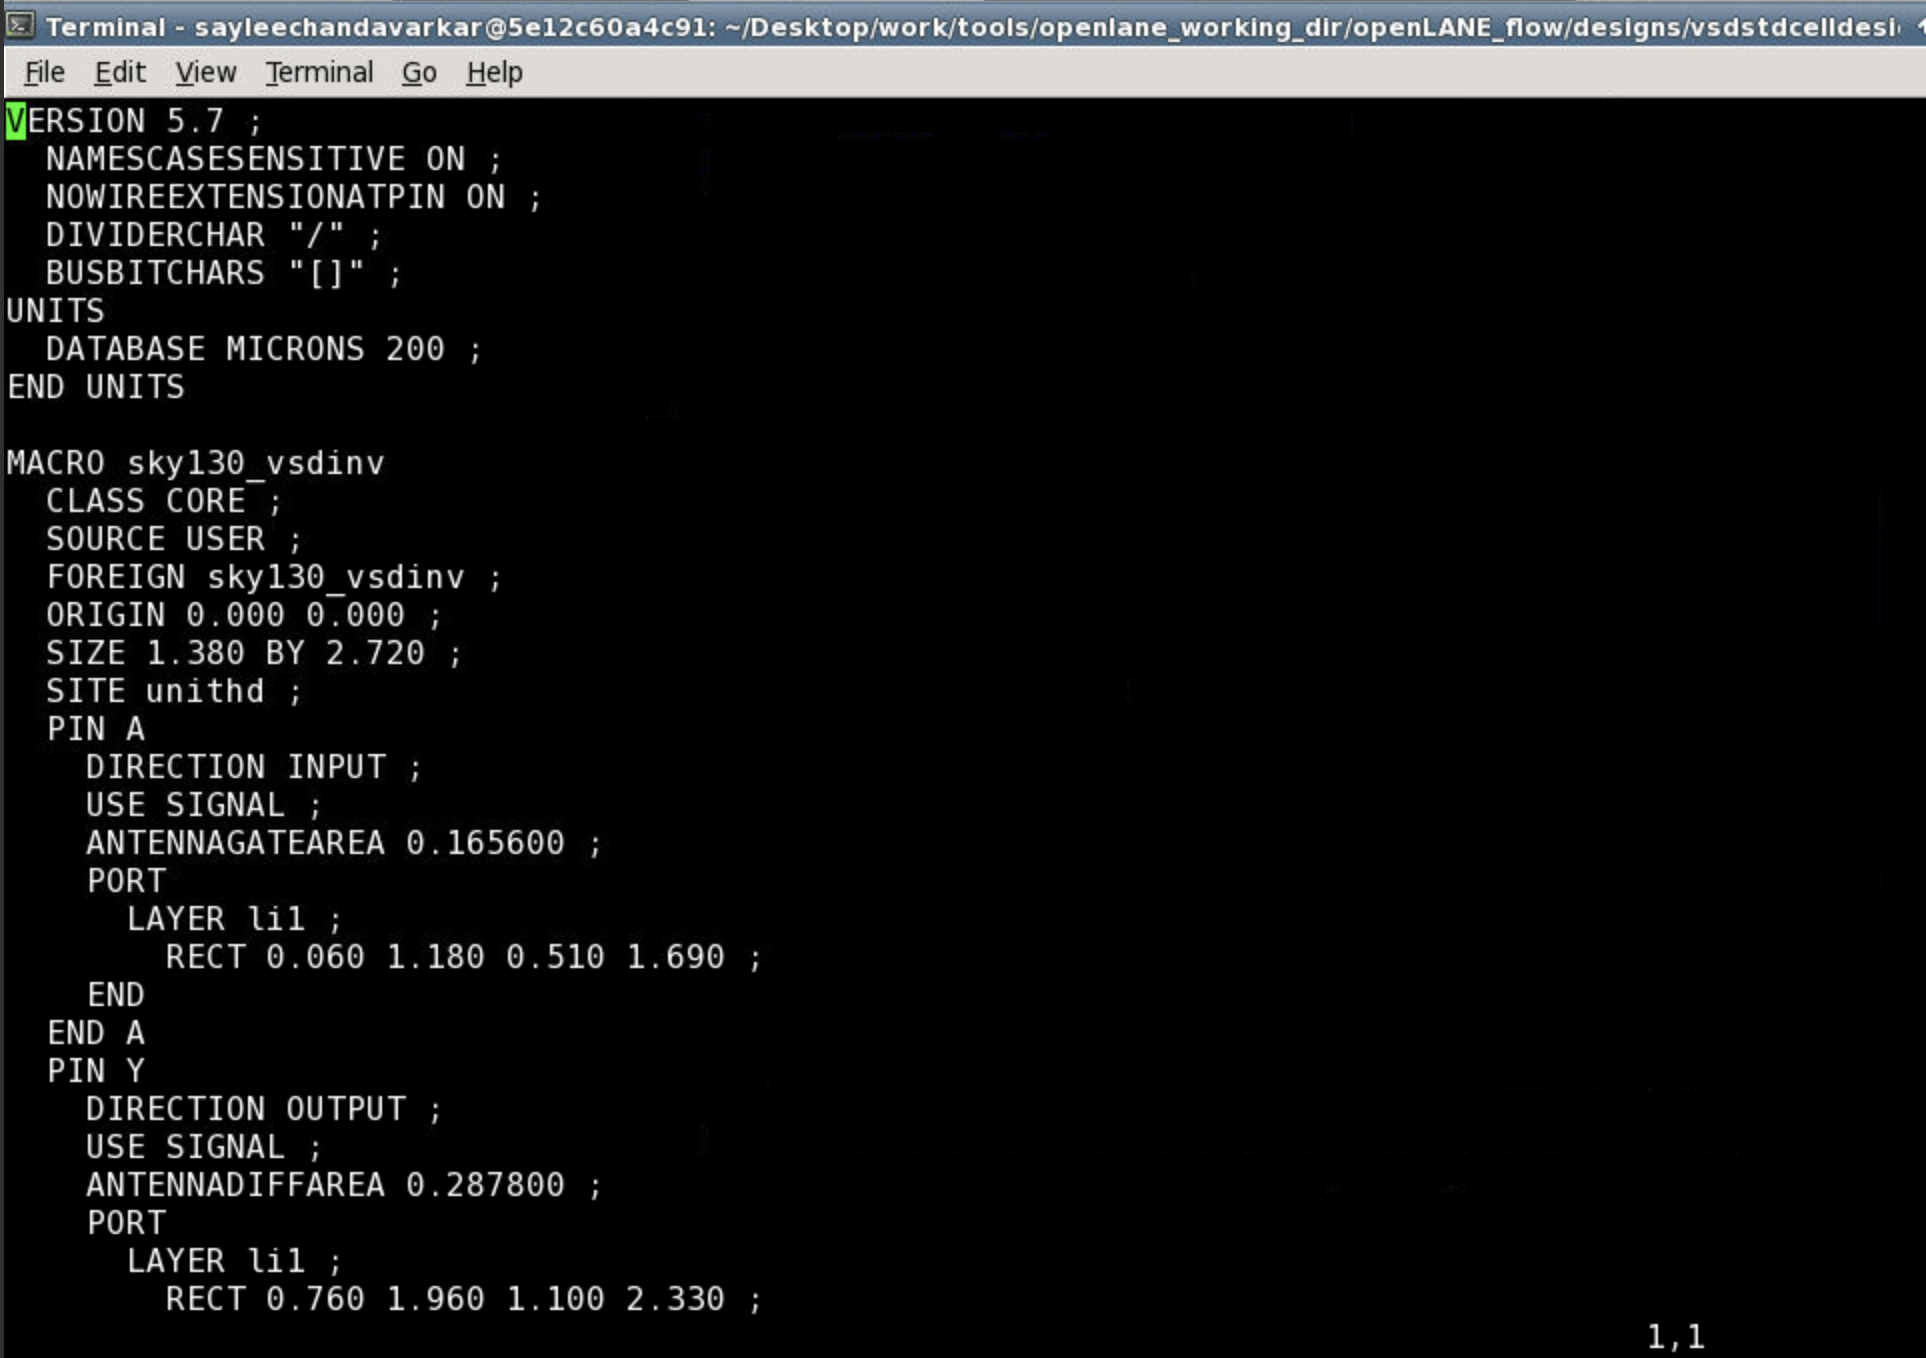 Terminal - sayleechandavarkar@5e12c60a4c91: ~/Desktop/work/tools/openlane_working_dir/openLANE_flow/designs/vsdstdcelldesi
File Edit View Terminal Go Help
VERSION 5.7 ;
  NAMESCASESENSITIVE ON ;
  NOWIREEXTENSIONATPIN ON ;
  DIVIDERCHAR "/" ;
  BUSBITCHARS "[]" ;
UNITS
  DATABASE MICRONS 200 ;
END UNITS

MACRO sky130_vsdinv
  CLASS CORE ;
  SOURCE USER ;
  FOREIGN sky130_vsdinv ;
  ORIGIN 0.000 0.000 ;
  SIZE 1.380 BY 2.720 ;
  SITE unithd ;
  PIN A
    DIRECTION INPUT ;
    USE SIGNAL ;
    ANTENNAGATEAREA 0.165600 ;
    PORT
      LAYER li1 ;
        RECT 0.060 1.180 0.510 1.690 ;
    END
  END A
  PIN Y
    DIRECTION OUTPUT ;
    USE SIGNAL ;
    ANTENNADIFFAREA 0.287800 ;
    PORT
      LAYER li1 ;
        RECT 0.760 1.960 1.100 2.330 ;
1,1